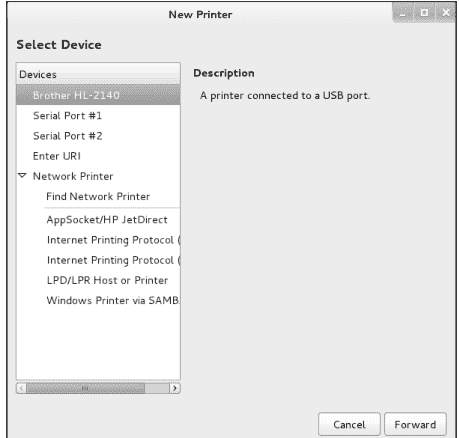 New Printer
Select Device
Devices
Brother HL-2140
Serial Port #1
Serial Port #2
Enter URI
Network Printer
Find Network Printer
AppSocket/HP JetDirect
Internet Printing Protocol (
Internet Printing Protocol (
LPD/LPR Host or Printer
Windows Printer via SAMB
Description
A printer connected to a USB port.
Cancel
Forward